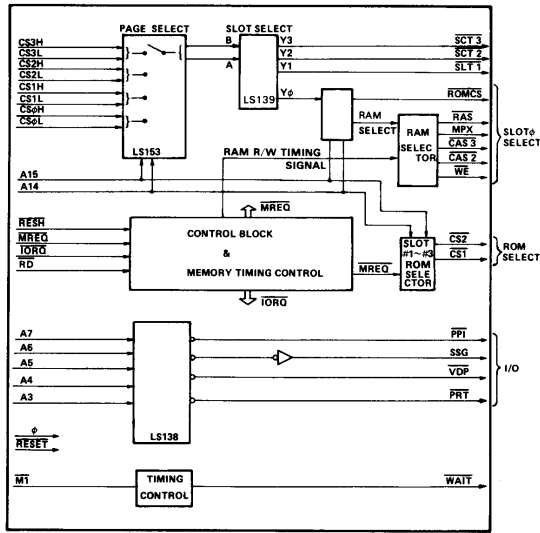 PAGE SELECT
SLOT SELECT
CS3H
CS3L
CS2H
CS2L
CS1H
CS1L
CSøH
CSøL
LS153
B
A
LS139
Y3
Y2
Y1
Yø
SCT 3
SCT 2
SLT 1
ROMCS
RAM
SELECT
RAM
SELEC
TOR
RAS
MPX
CAS 3
CAS 2
WE
SLOTø
SELECT
RAM R/W TIMING
SIGNAL
A15
A14
MREQ
RESH
MREQ
IORQ
RD
CONTROL BLOCK
&
MEMORY TIMING CONTROL
MREQ
IORQ
SLOT
#1~#3
ROM
SELE
CTOR
CS2
CS1
ROM
SELECT
A7
A6
A5
A4
A3
LS138
PPI
SSG
VDP
PRT
I/O
ø
RESET
M1
TIMING
CONTROL
WAIT